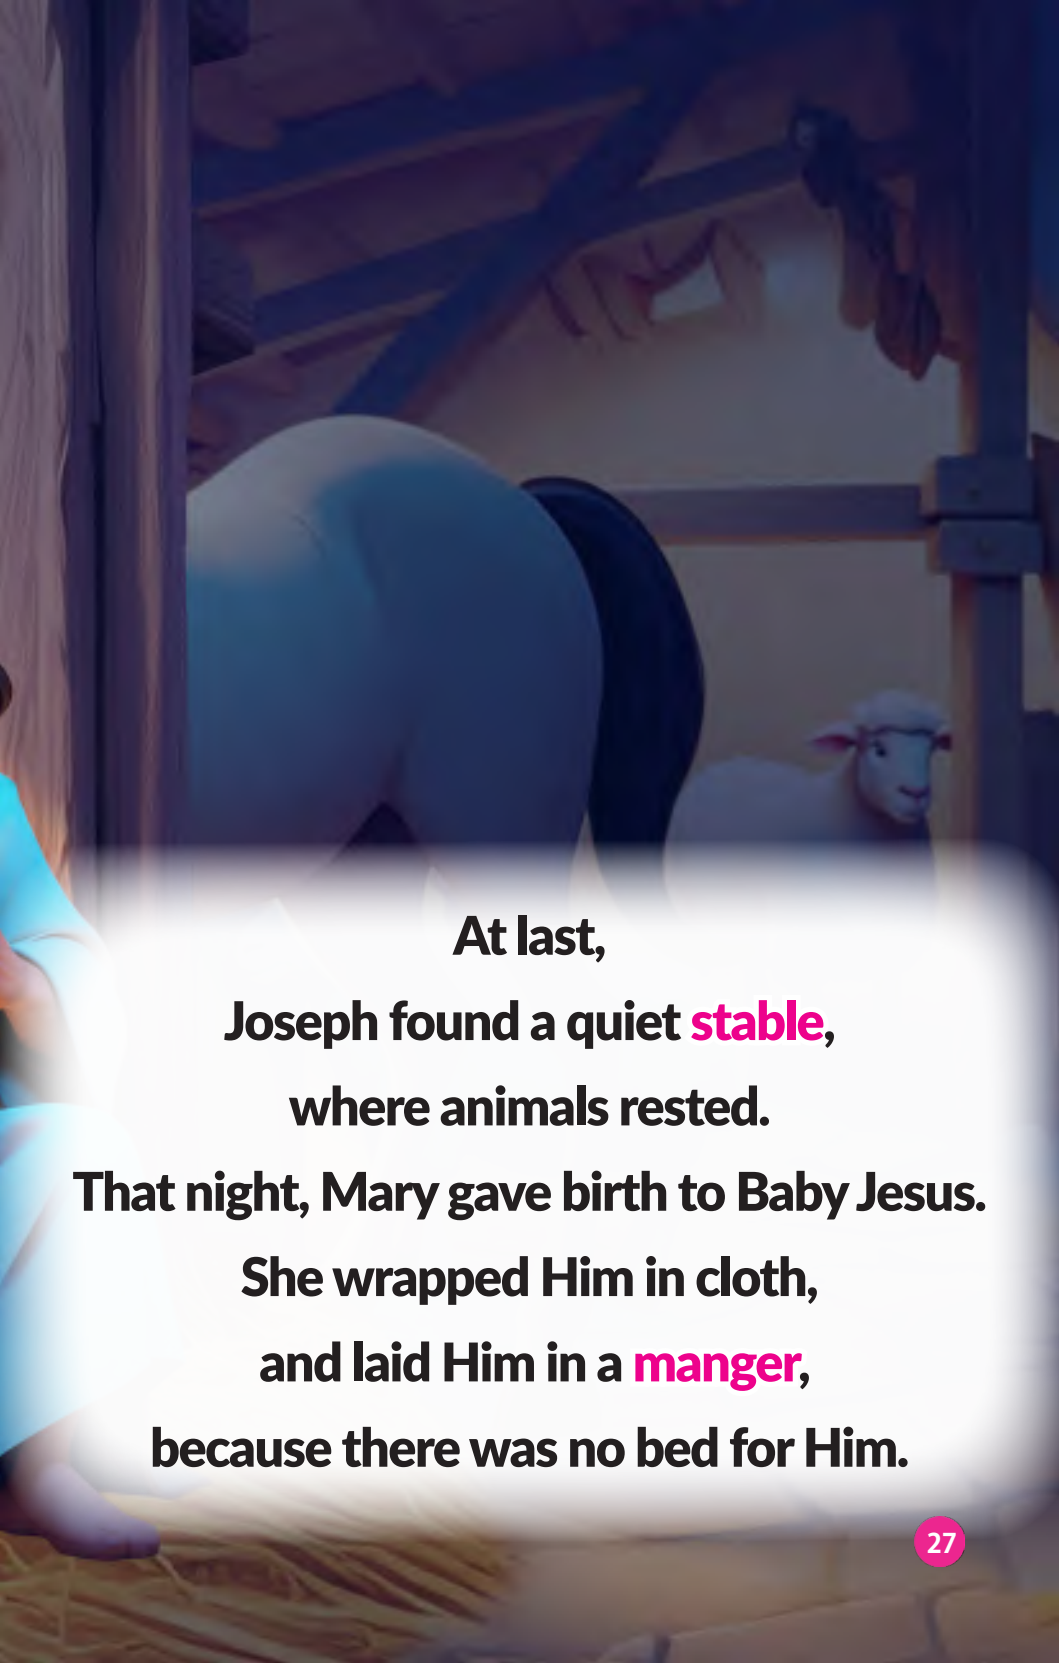 At last,
Joseph found a quiet stable,
where animals rested.
That night, Mary gave birth to Baby Jesus.
She wrapped Him in cloth,
and laid Him in a manger,
because there was no bed for Him.
27